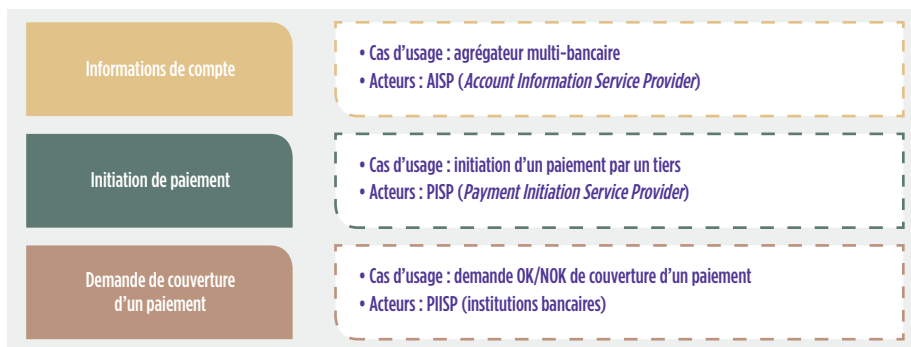 Informations de compte
• Cas d'usage : agrégateur multi-bancaire
• Acteurs : AISP (Account Information Service Provider)
Initiation de paiement
• Cas d'usage : initiation d'un paiement par un tiers
• Acteurs : PISP (Payment Initiation Service Provider)
Demande de couverture
d'un paiement
• Cas d'usage : demande OK/NOK de couverture d'un paiement
• Acteurs : PIISP (institutions bancaires)